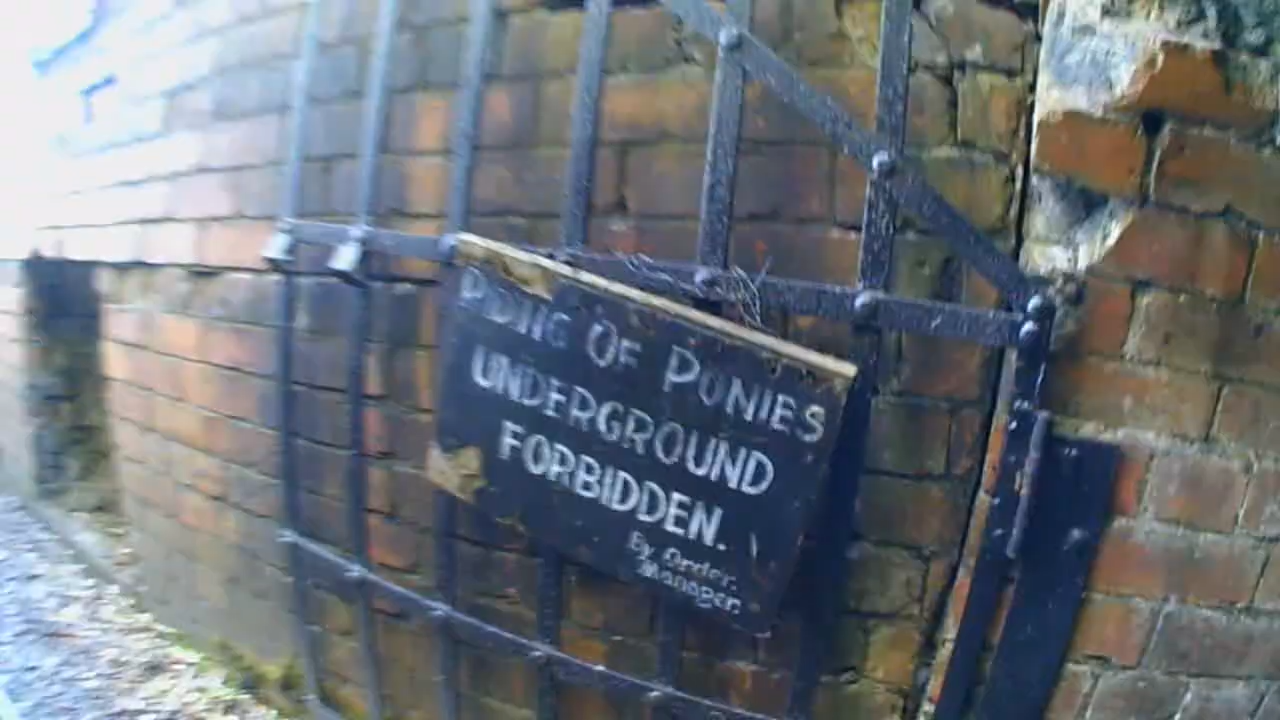 RIDING OF PONIES
UNDERGROUND
FORBIDDEN.
By Order.
Manager.